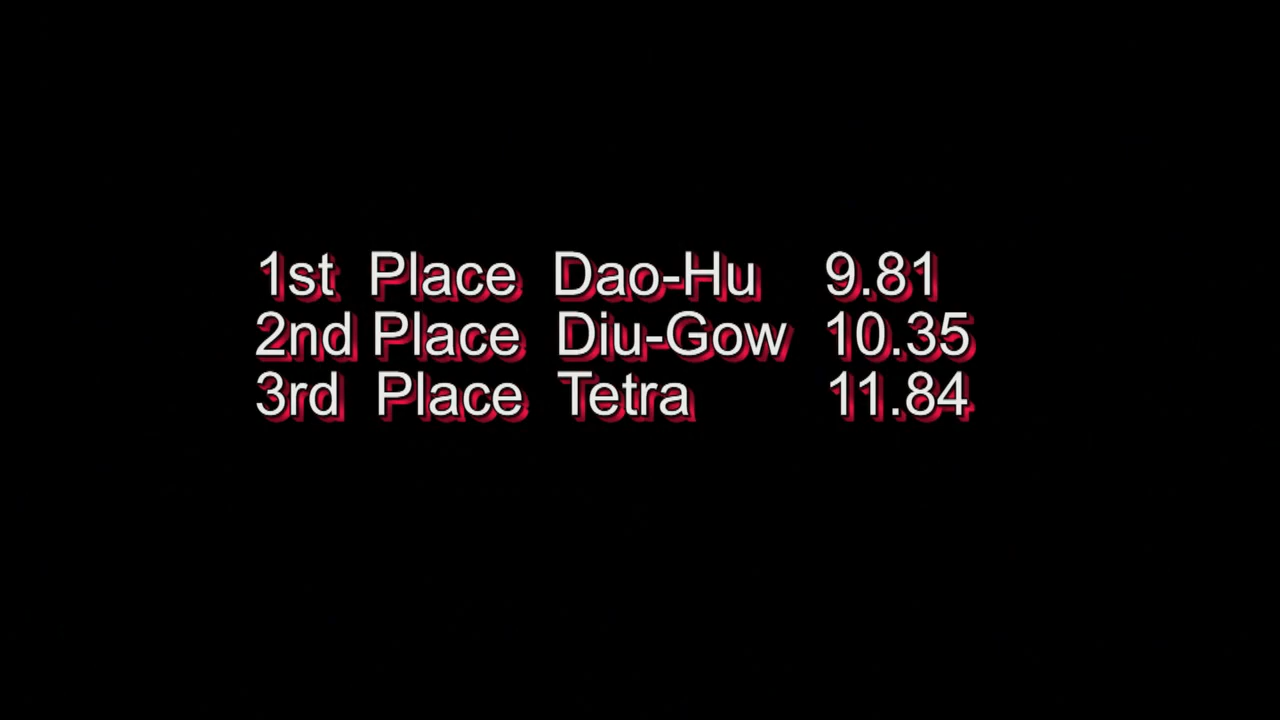 1st Place Dao-Hu 9.81
2nd Place Diu-Gow 10.35
3rd Place Tetra 11.84